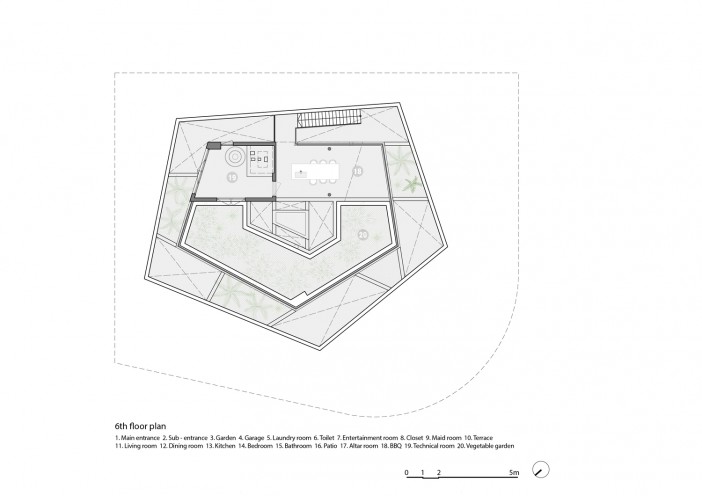 6th floor plan
1. Main entrance 2. Sub - entrance 3. Garden 4. Garage 5. Laundry room 6. Toilet 7. Entertainment room 8. Closet 9. Maid room 10. Terrace
11. Living room 12. Dining room 13. Kitchen 14. Bedroom 15. Bathroom 16. Patio 17. Altar room 18. BBQ 19. Technical room 20. Vegetable garden
0 1 2 5m